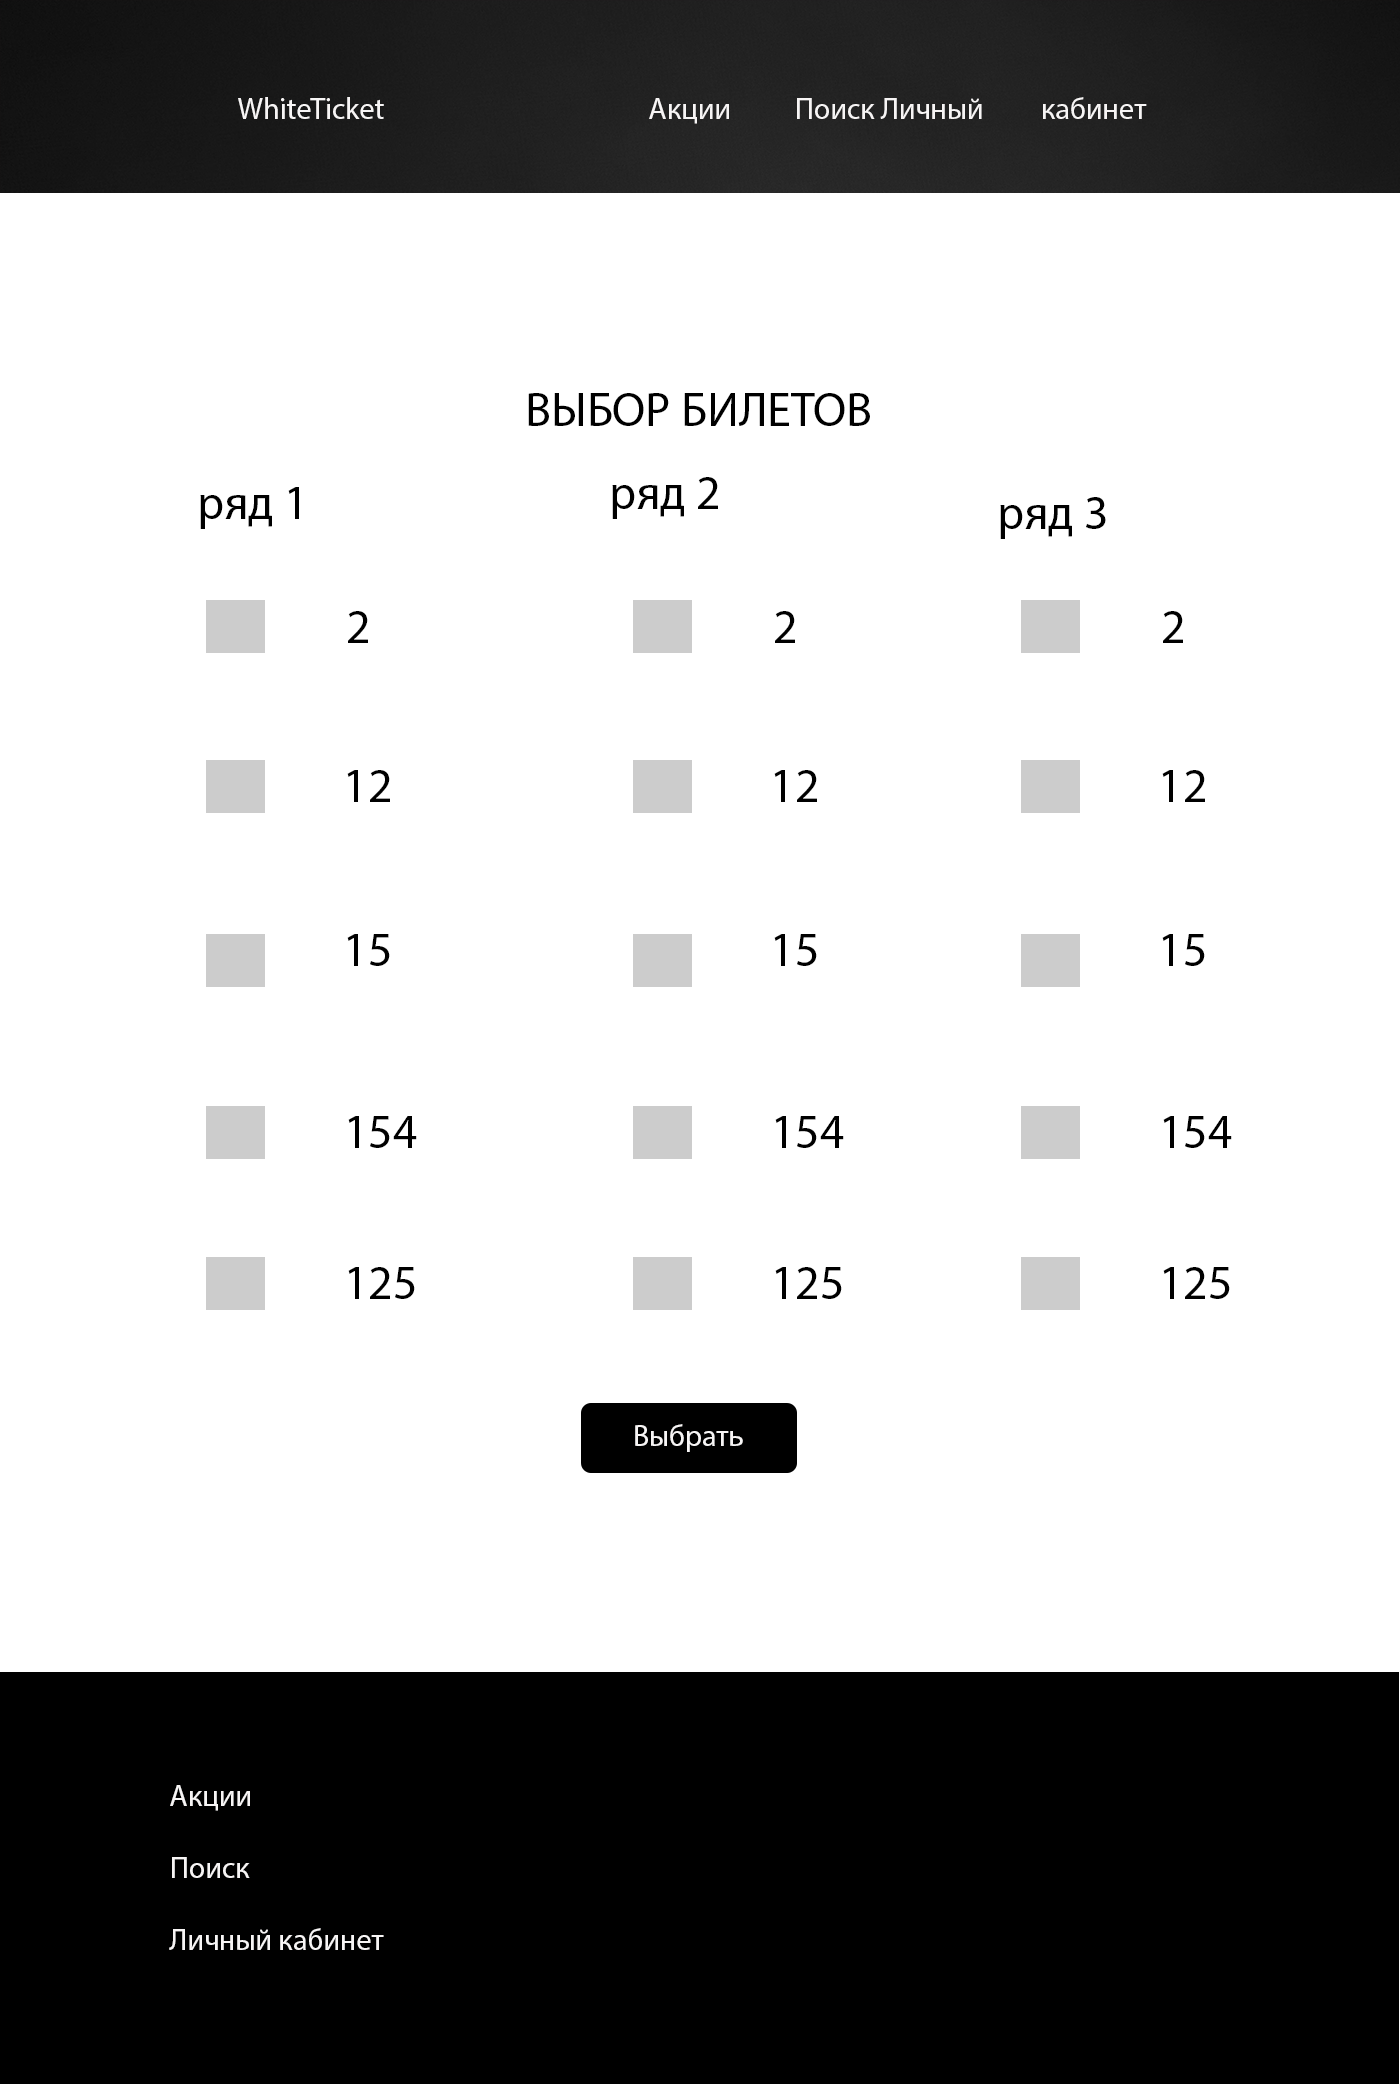 WhiteTicket Акции Поиск Личный кабинет
ВЫБОР БИЛЕТОВ
ряд 1 ряд 2 ряд 3
2 2 2
12 12 12
15 15 15
154 154 154
125 125 125
Выбрать
Акции
Поиск
Личный кабинет